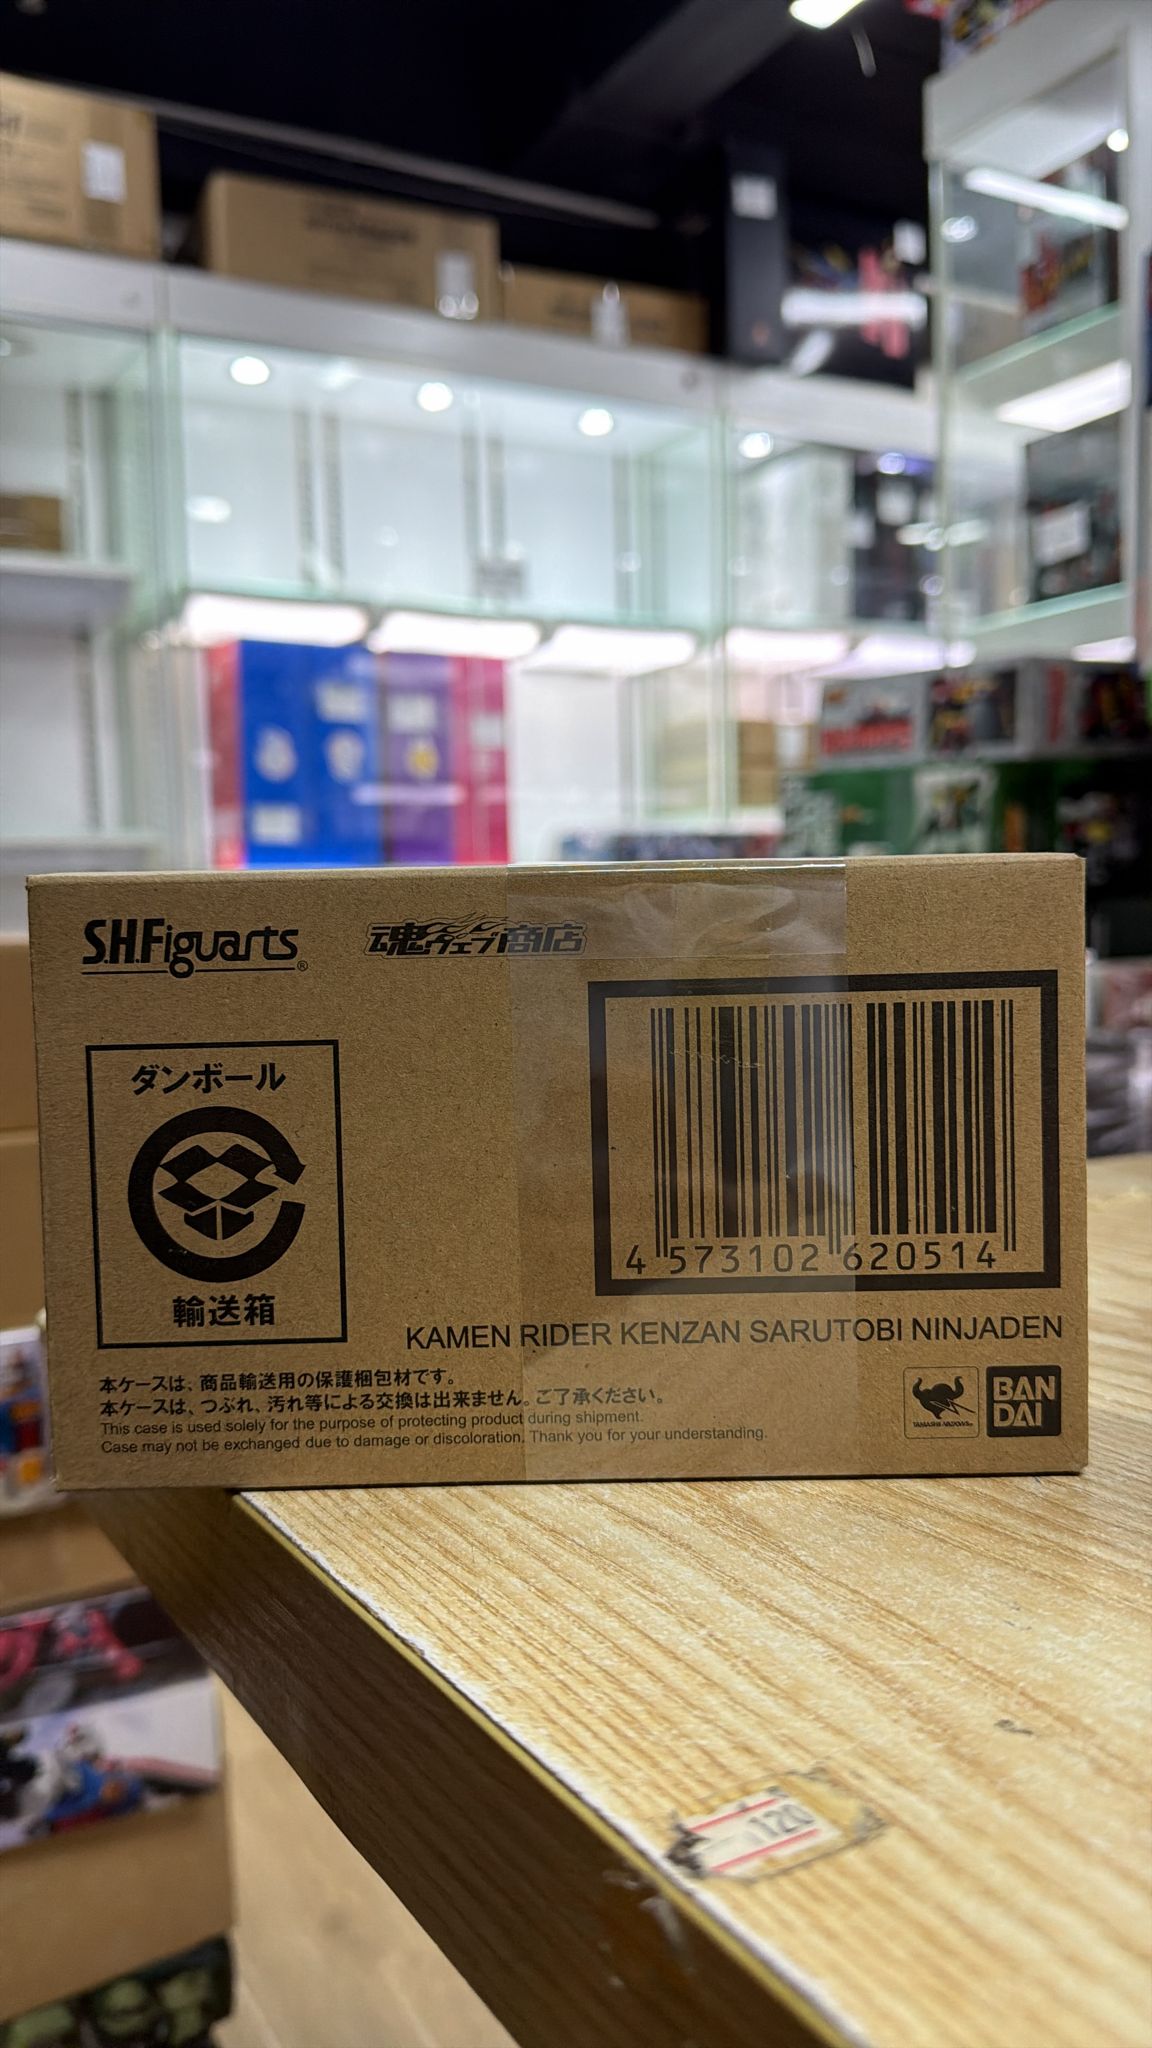 S.H.Figuarts®
魂ウェブ商店
ダンボール
輸送箱
4 573102 620514
KAMEN RIDER KENZAN SARUTOBI NINJADEN
本ケースは、商品輸送用の保護梱包材です。
本ケースは、つぶれ、汚れ等による交換は出来ません。ご了承ください。
This case is used solely for the purpose of protecting product during shipment.
Case may not be exchanged due to damage or discoloration. Thank you for your understanding.
TAMASHII NATIONS
BAN
DAI
120